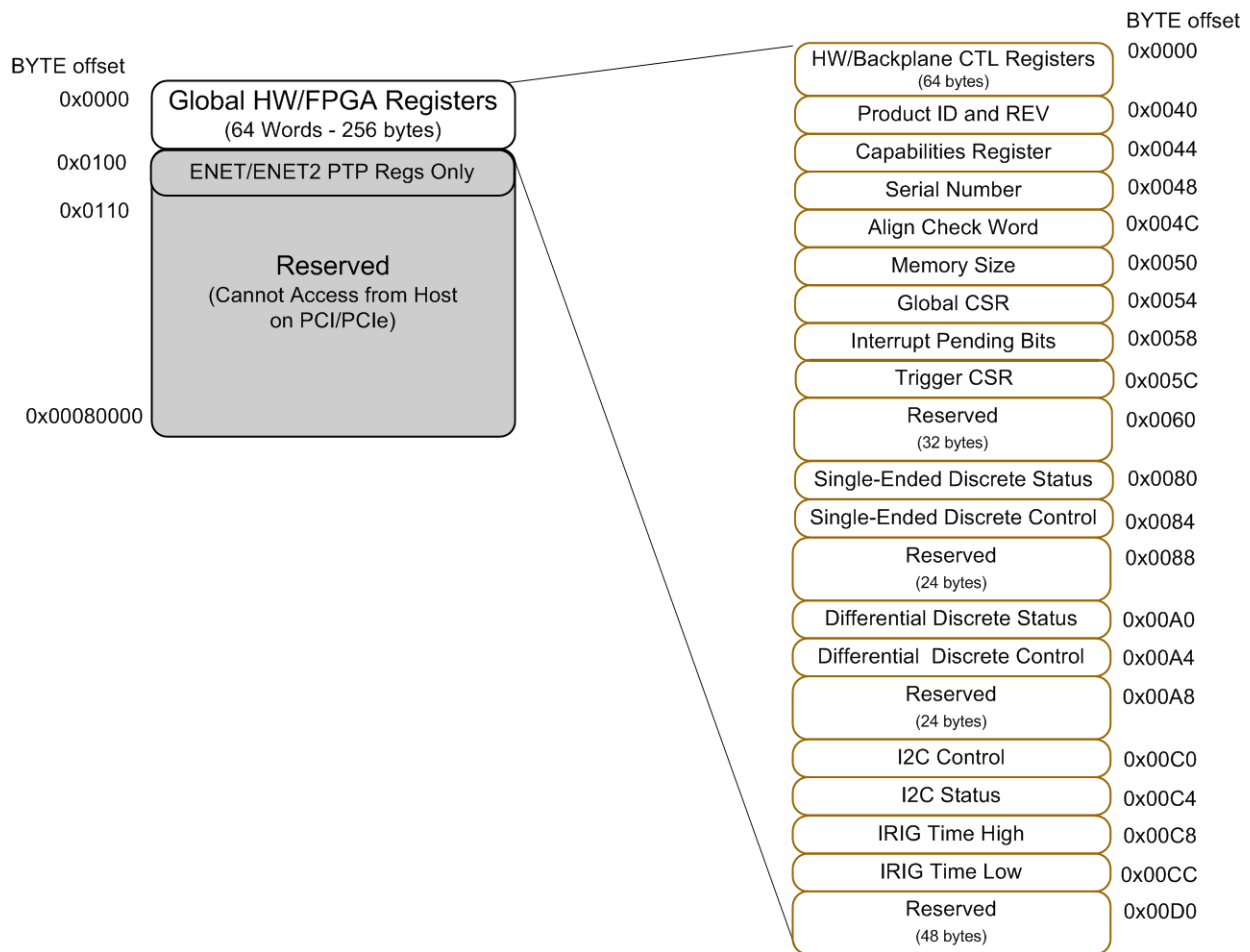 BYTE offset
0x0000
Global HW/FPGA Registers
(64 Words - 256 bytes)
0x0100
ENET/ENET2 PTP Regs Only
0x0110
Reserved
(Cannot Access from Host
on PCI/PCIe)
0x00080000
BYTE offset
HW/Backplane CTL Registers
(64 bytes)
0x0000
Product ID and REV
0x0040
Capabilities Register
0x0044
Serial Number
0x0048
Align Check Word
0x004C
Memory Size
0x0050
Global CSR
0x0054
Interrupt Pending Bits
0x0058
Trigger CSR
0x005C
Reserved
(32 bytes)
0x0060
Single-Ended Discrete Status
0x0080
Single-Ended Discrete Control
0x0084
Reserved
(24 bytes)
0x0088
Differential Discrete Status
0x00A0
Differential Discrete Control
0x00A4
Reserved
(24 bytes)
0x00A8
I2C Control
0x00C0
I2C Status
0x00C4
IRIG Time High
0x00C8
IRIG Time Low
0x00CC
Reserved
(48 bytes)
0x00D0